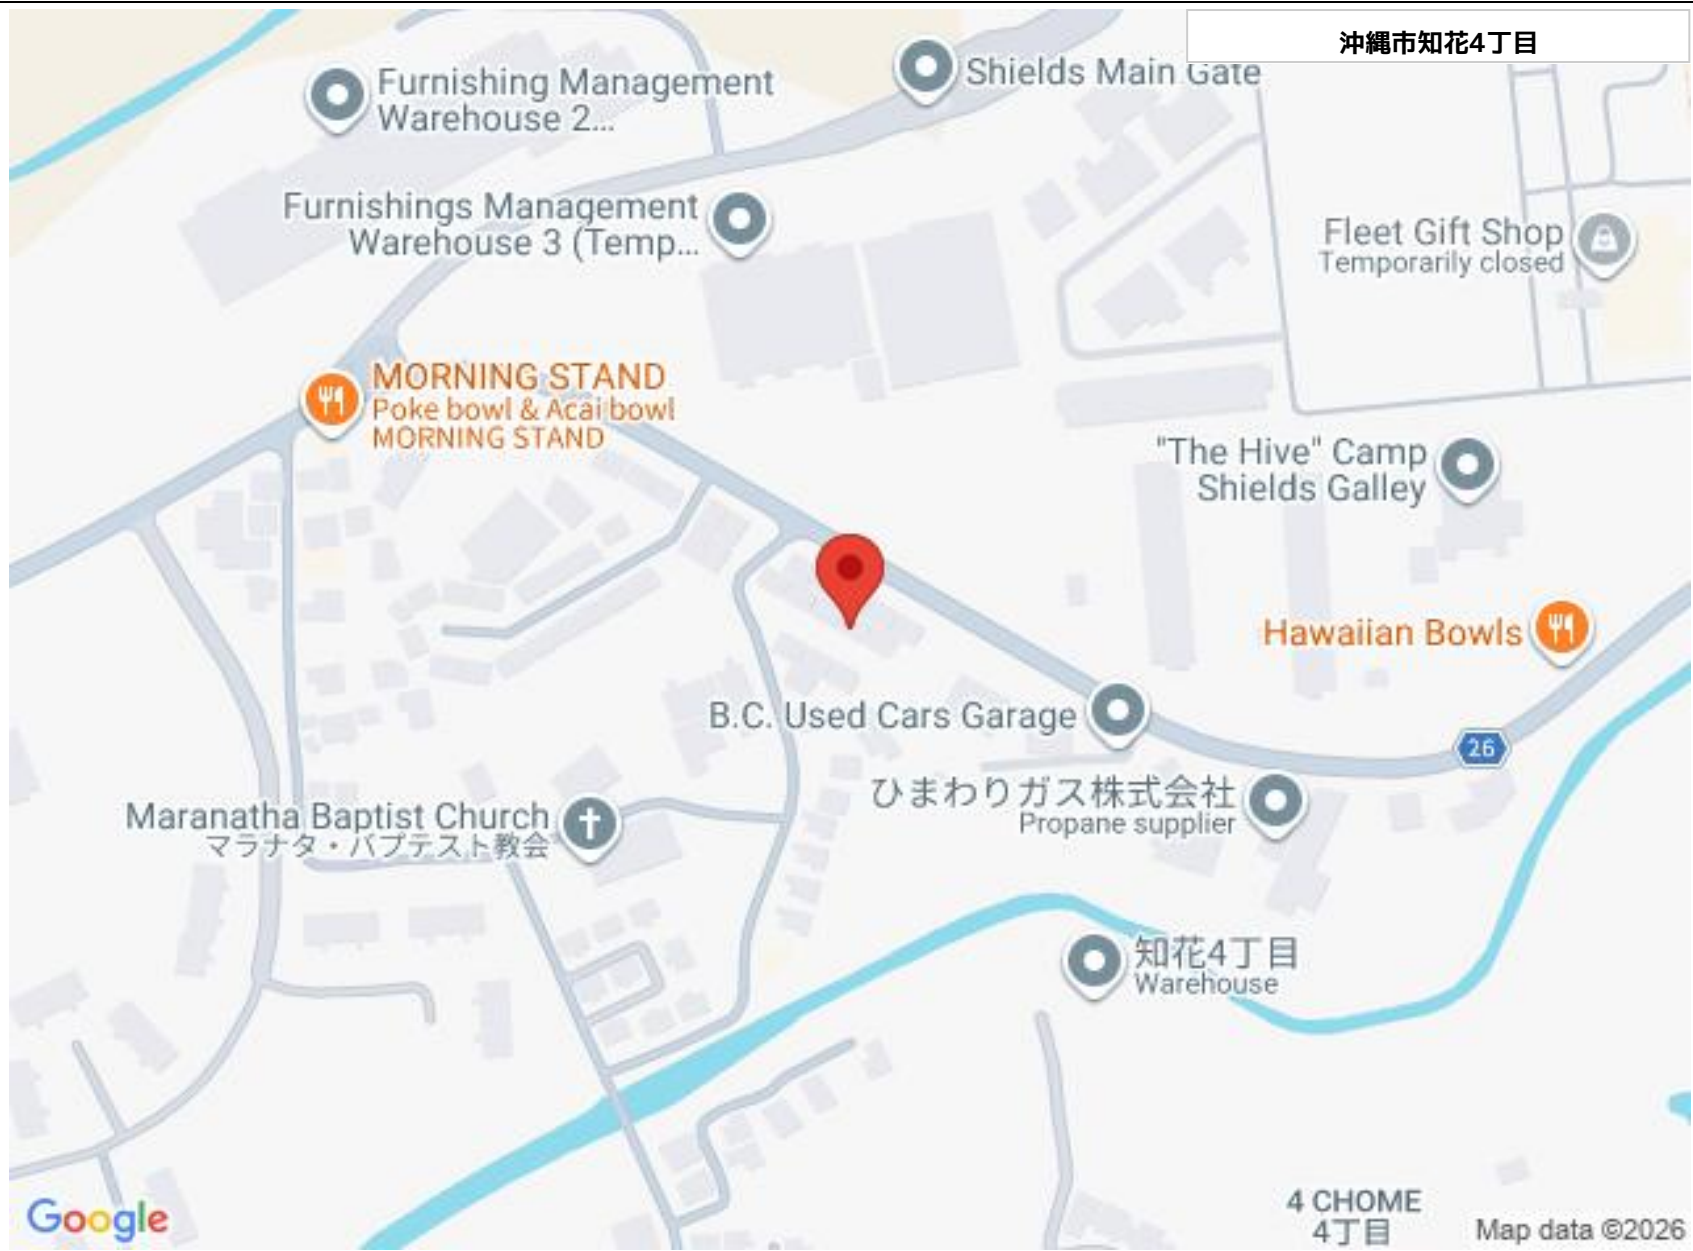 沖縄市知花4丁目
Furnishing Management
Warehouse 2...
Shields Main Gate
Furnishings Management
Warehouse 3 (Temp...
Fleet Gift Shop
Temporarily closed
MORNING STAND
Poke bowl & Acai bowl
MORNING STAND
"The Hive" Camp
Shields Galley
Hawaiian Bowls
B.C. Used Cars Garage
26
ひまわりガス株式会社
Propane supplier
Maranatha Baptist Church
マラナタ・バプテスト教会
知花4丁目
Warehouse
4 CHOME
4丁目
Google
Map data ©2026